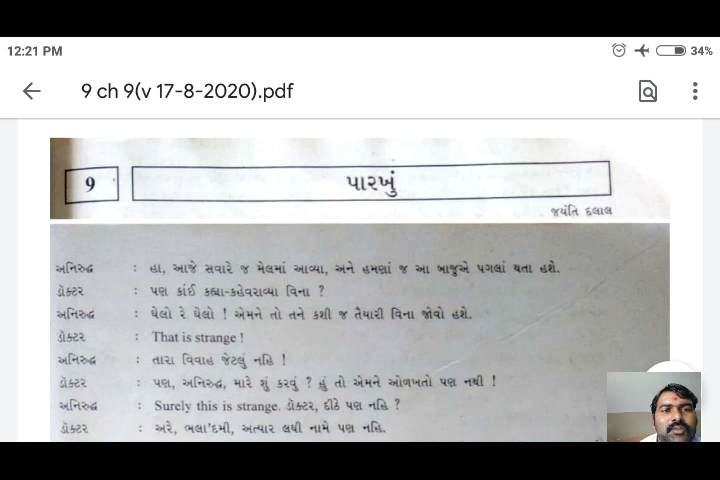 12:21 PM
34%
9 ch 9(v 17-8-2020).pdf
9
પારખું
જયંતિ દલાલ
અનિરુદ્ધ : હા, આજે સવારે જ મેલમાં આવ્યા, અને હમણાં જ આ બાજુએ પગલાં થતા હશે.
ડૉક્ટર : પણ કાંઈ કહ્યા-કહેવરાવ્યા વિના ?
અનિરુદ્ધ : ઘેલો રે ઘેલો ! એમને તો તને કશી જ તૈયારી વિના જોવો હશે.
ડૉક્ટર : That is strange !
અનિરુદ્ધ : તારા વિવાહ જેટલું નહિ !
ડૉક્ટર : પણ, અનિરુદ્ધ, મારે શું કરવું ? હું તો એમને ઓળખતો પણ નથી !
અનિરુદ્ધ : Surely this is strange. ડૉક્ટર, દીઠે પણ નહિ ?
ડૉક્ટર : અરે, ભલા'દમી, અત્યાર લગી નામે પણ નહિ.